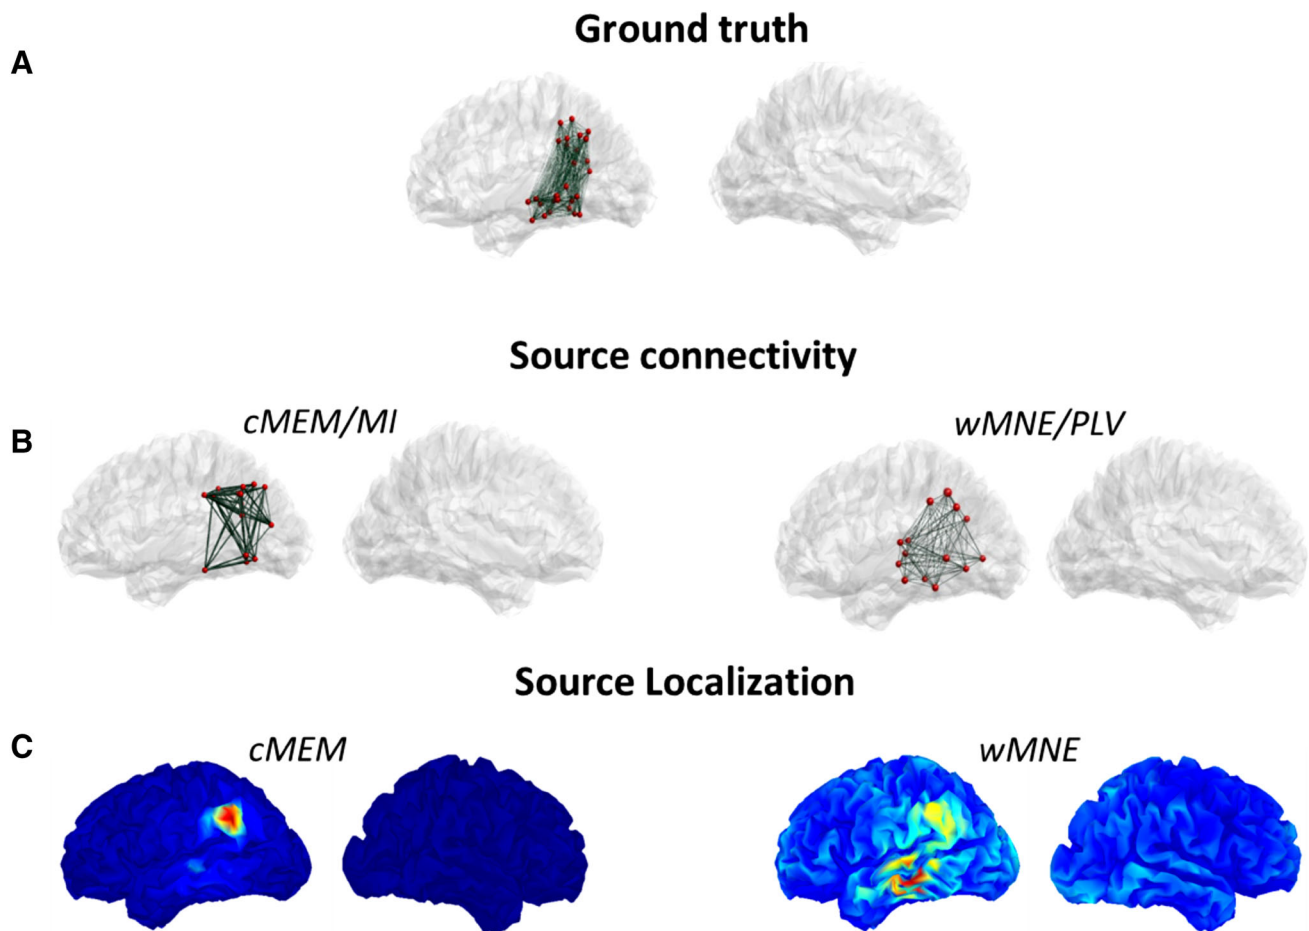 Ground truth
A
Source connectivity
cMEM/MI
wMNE/PLV
B
Source Localization
C
cMEM
wMNE